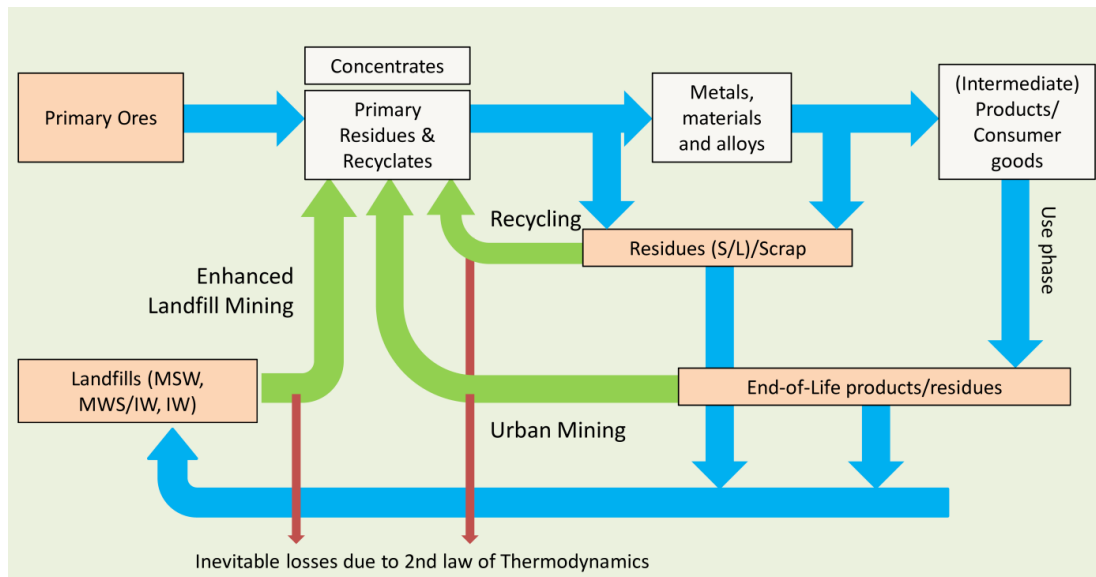 Concentrates
Primary Ores
Primary
Residues &
Recyclates
Metals,
materials
and alloys
(Intermediate)
Products/
Consumer
goods
Recycling
Residues (S/L)/Scrap
Use phase
Enhanced
Landfill Mining
Landfills (MSW,
MWS/IW, IW)
End-of-Life products/residues
Urban Mining
Inevitable losses due to 2nd law of Thermodynamics